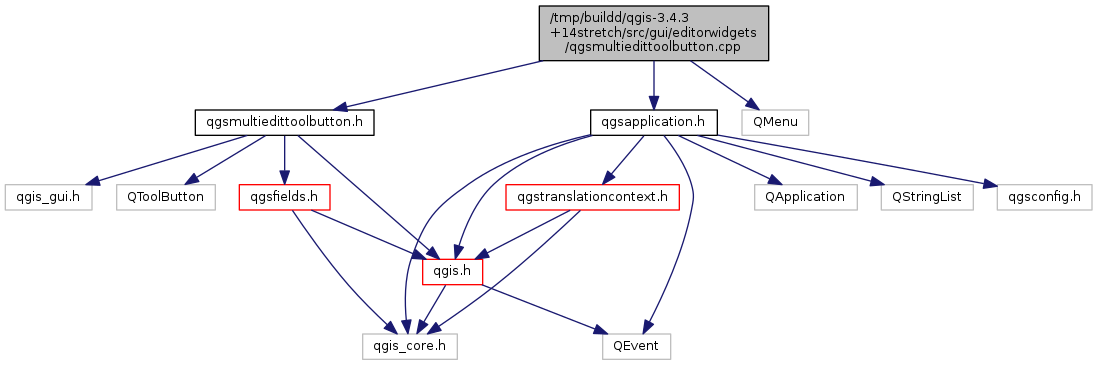 /tmp/buildd/qgis-3.4.3
+14stretch/src/gui/editorwidgets
/qgsmultiedittoolbutton.cpp
qgsmultiedittoolbutton.h
qgsapplication.h
QMenu
qgis_gui.h
QToolButton
qgsfields.h
qgstranslationcontext.h
QApplication
QStringList
qgsconfig.h
qgis.h
qgis_core.h
QEvent